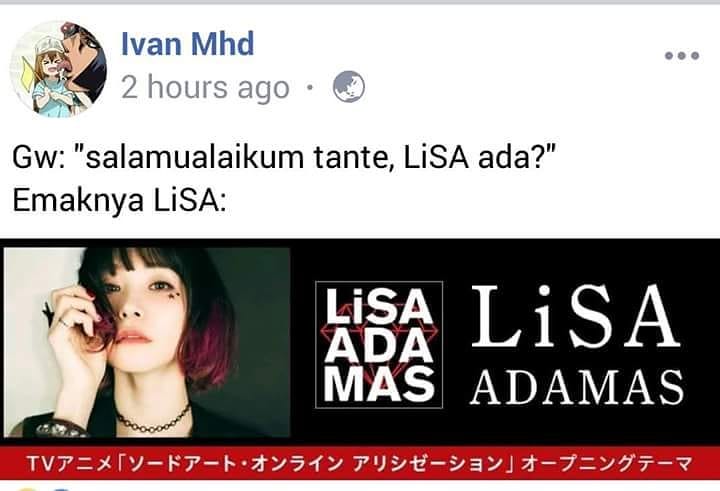 Ivan Mhd
2 hours ago
Gw: "salamualaikum tante, LiSA ada?"
Emaknya LiSA:
LiSA
ADA
MAS
LiSA
ADAMAS
TVアニメ「ソードアート・オンライン アリシゼーション」オープニングテーマ